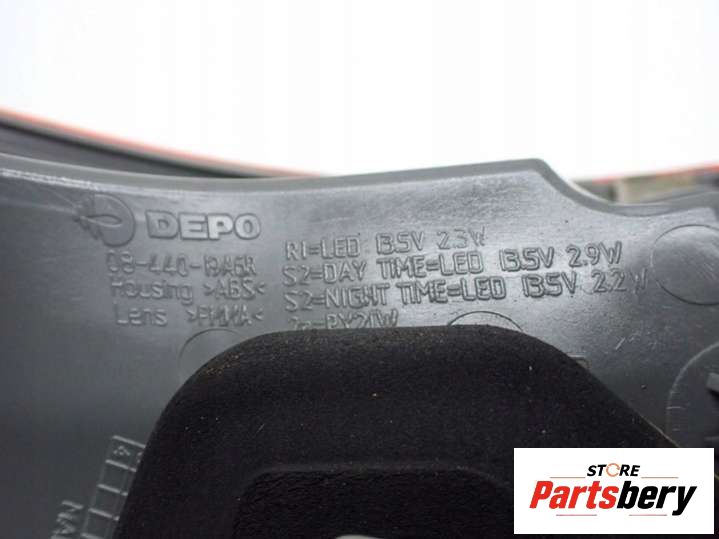 DEPO
Housing >ABS<
Lens >PMMA<
R1=LED 13.5V 2.3W
S2=DAY TIME=LED 13.5V 2.9W
S2=NIGHT TIME=LED 13.5V 2.2W
=PY21W
STORE
Partsbery